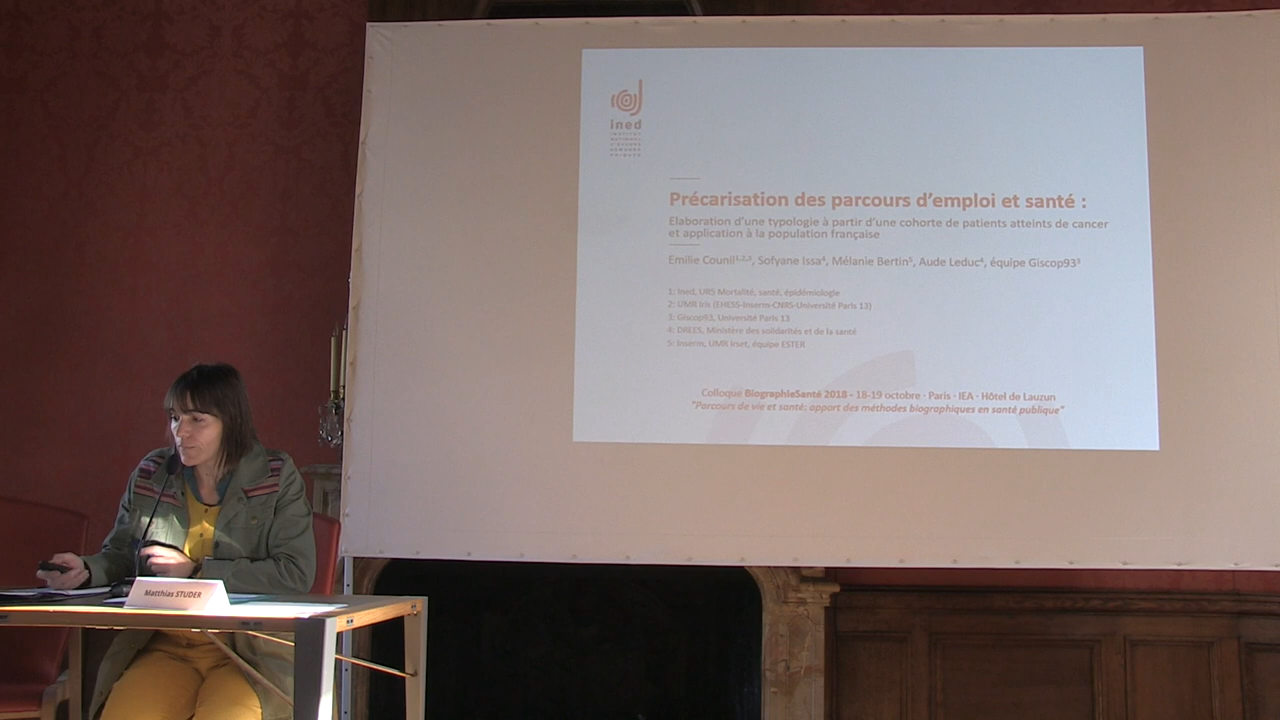 ined
INSTITUT
NATIONAL
D'ÉTUDES
DÉMOGRA
PHIQUES
Précarisation des parcours d'emploi et santé :
Elaboration d'une typologie à partir d'une cohorte de patients atteints de cancer
et application à la population française
Emilie Counil¹,²,³, Sofyane Issa⁴, Mélanie Bertin⁵, Aude Leduc⁴, équipe Giscop93³
1: Ined, UR5 Mortalité, santé, épidémiologie
2: UMR Iris (EHESS-Inserm-CNRS-Université Paris 13)
3: Giscop93, Université Paris 13
4: DREES, Ministère des solidarités et de la santé
5: Inserm, UMR Irset, équipe ESTER
Colloque BiographieSanté 2018 - 18-19 octobre · Paris · IEA · Hôtel de Lauzun
"Parcours de vie et santé: apport des méthodes biographiques en santé publique"
Matthias STUDER